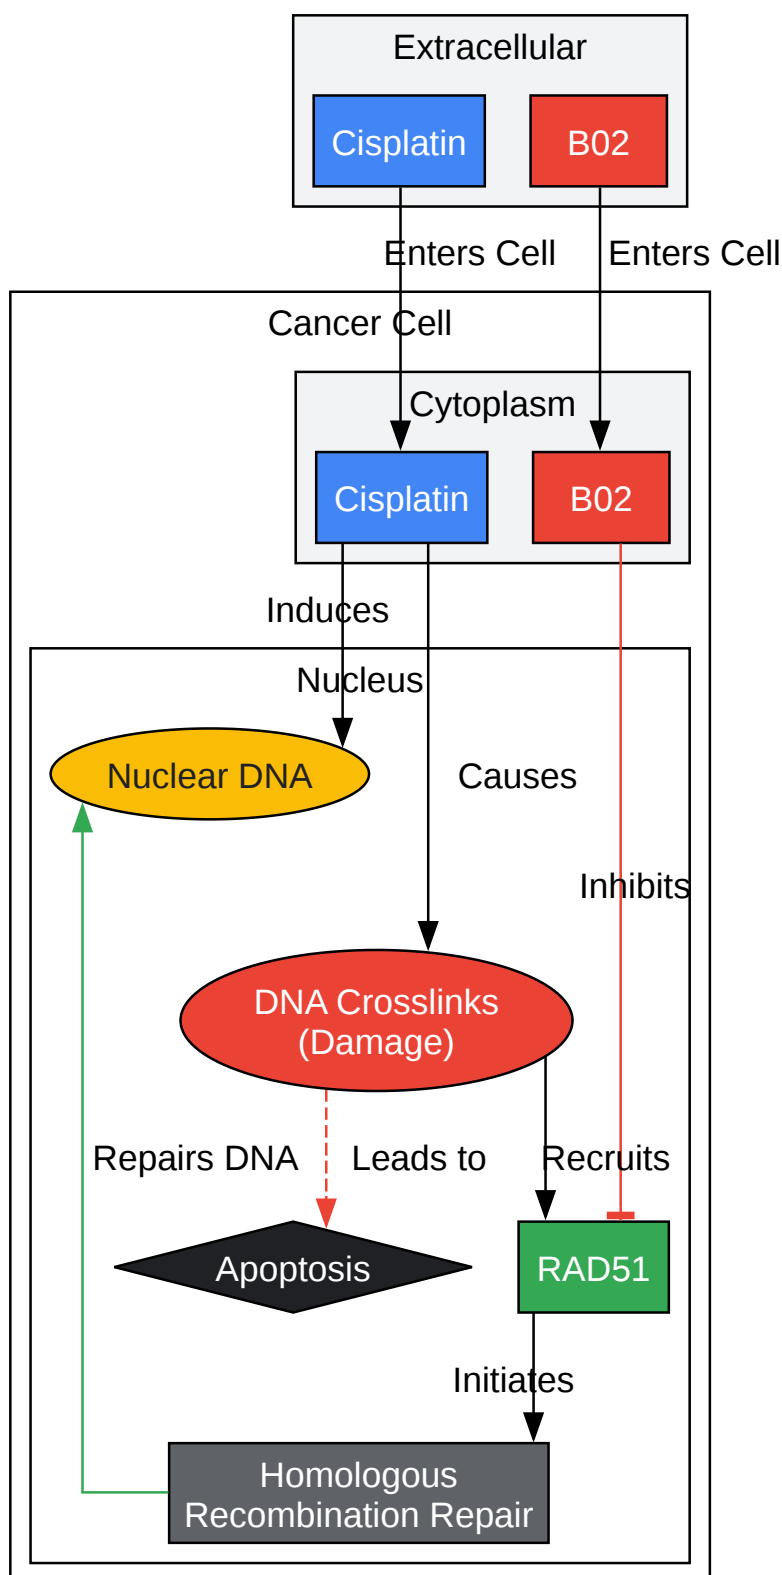 Extracellular
Cisplatin
B02
Enters Cell
Enters Cell
Cancer Cell
Cytoplasm
Cisplatin
B02
Induces
Nucleus
Nuclear DNA
Causes
Inhibits
DNA Crosslinks
(Damage)
Repairs DNA
Leads to
Recruits
Apoptosis
RAD51
Initiates
Homologous
Recombination Repair